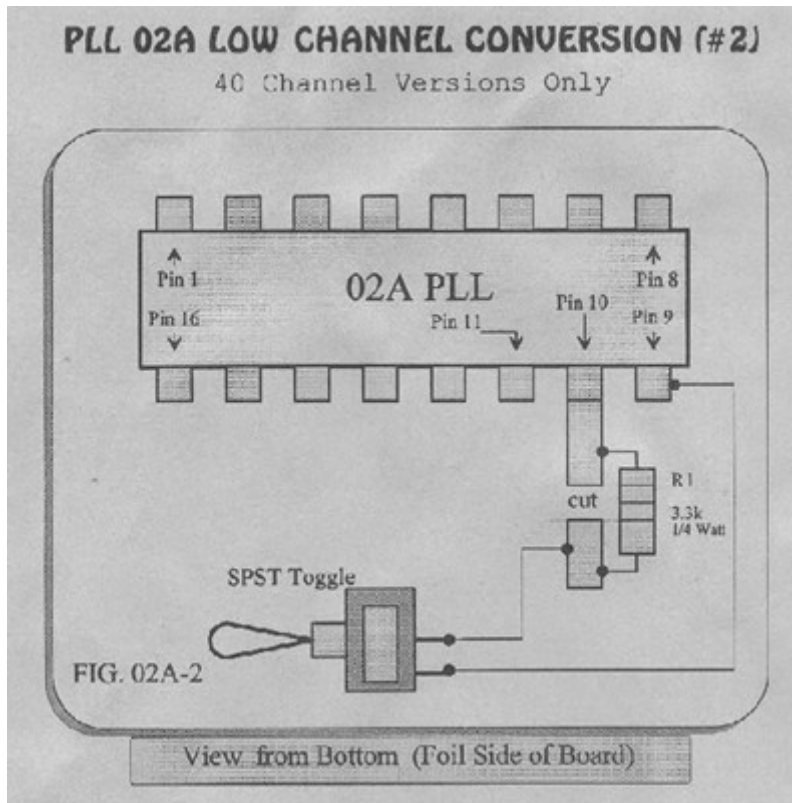 PLL 02A LOW CHANNEL CONVERSION (#2)
40 Channel Versions Only
Pin 1
02A PLL
Pin 8
Pin 16
Pin 11
Pin 10
Pin 9
cut
R1
3.3k
1/4 Watt
SPST Toggle
FIG. 02A-2
View from Bottom (Foil Side of Board)